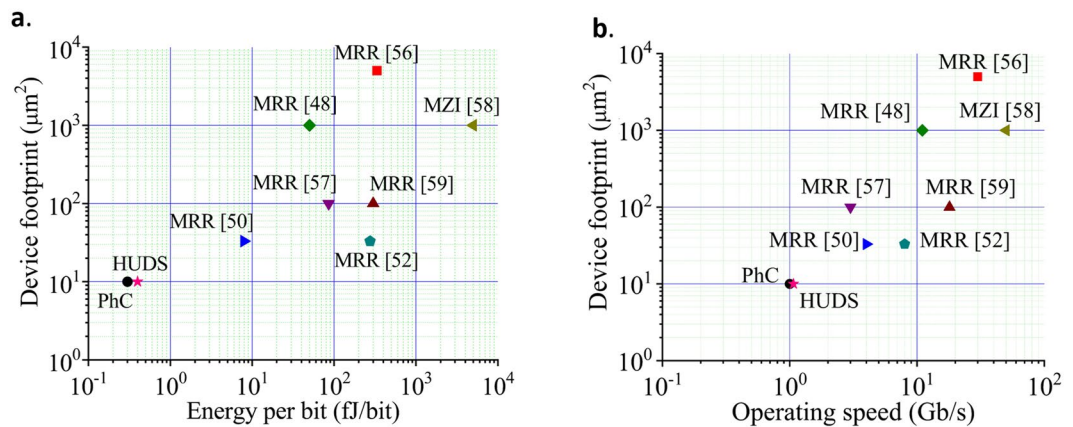 a.
10⁴
10³
10²
10¹
10⁰
Device footprint (μm²)
MRR [56]
MRR [48]
MZI [58]
MRR [57]
MRR [59]
MRR [50]
MRR [52]
HUDS
PhC
10⁻¹ 10⁰ 10¹ 10² 10³ 10⁴
Energy per bit (fJ/bit)
b.
10⁴
10³
10²
10¹
10⁰
Device footprint (μm²)
MRR [56]
MRR [48]
MZI [58]
MRR [57]
MRR [59]
MRR [50]
MRR [52]
PhC
HUDS
10⁻¹ 10⁰ 10¹ 10²
Operating speed (Gb/s)